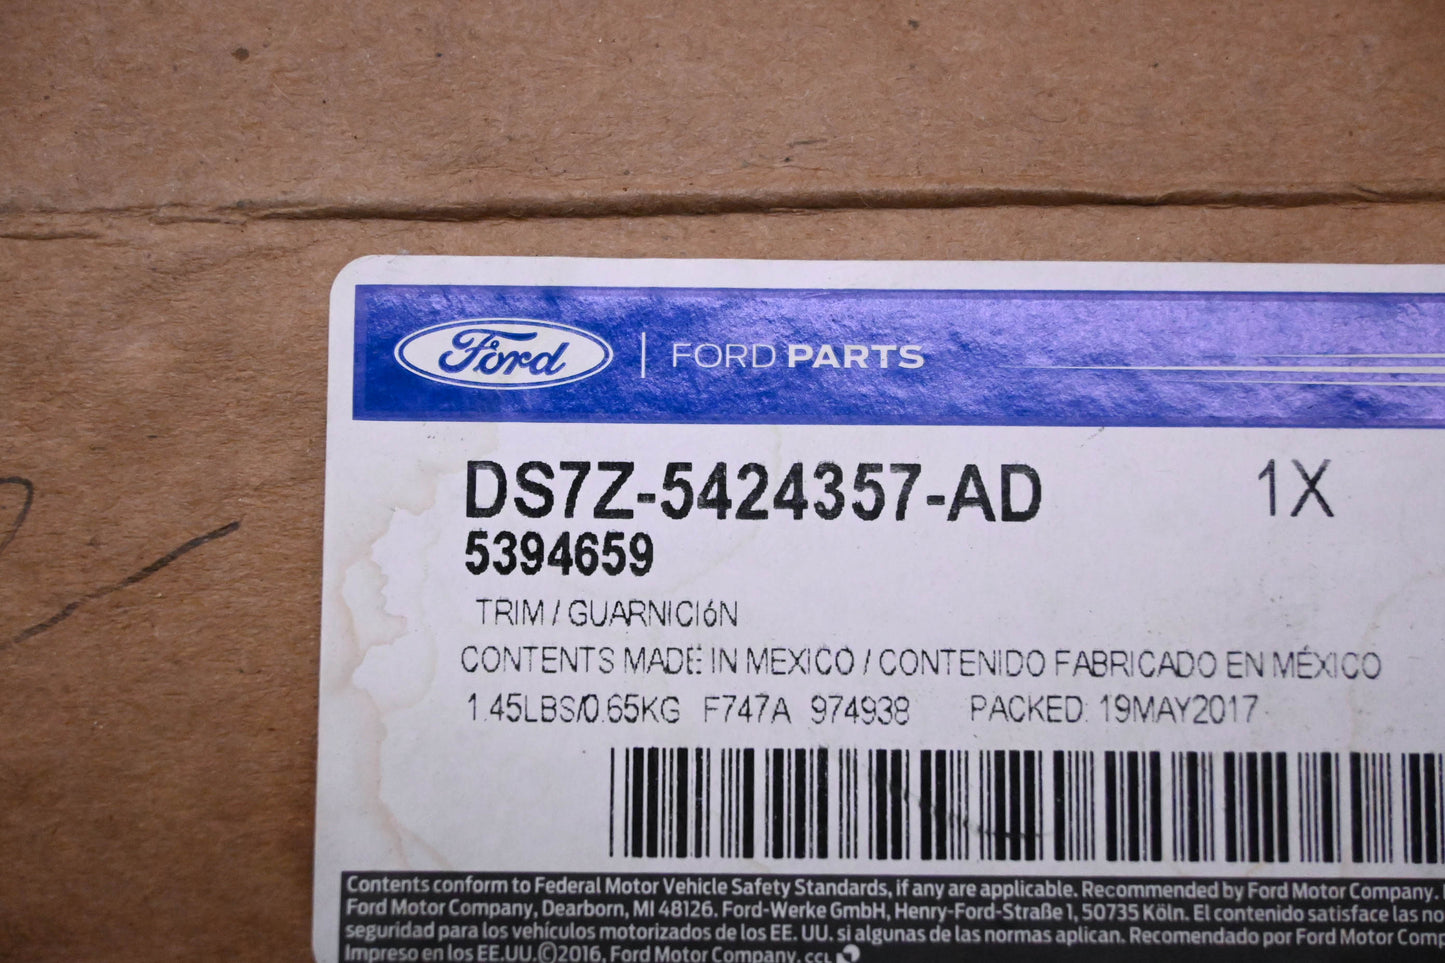 Ford | FORD PARTS
DS7Z-5424357-AD 1X
5394659
TRIM / GUARNICIóN
CONTENTS MADE IN MEXICO / CONTENIDO FABRICADO EN MÉXICO
1.45LBS/0.65KG F747A 974938 PACKED: 19MAY2017
Contents conform to Federal Motor Vehicle Safety Standards, if any are applicable. Recommended by Ford Motor Company.
Ford Motor Company, Dearborn, MI 48126. Ford-Werke GmbH, Henry-Ford-Straße 1, 50735 Köln. El contenido satisface las no
seguridad para los vehículos motorizados de los EE. UU. si algunas de las normas aplican. Recomendado por Ford Motor Comp
Impreso en los EE.UU.©2016, Ford Motor Company. CCL